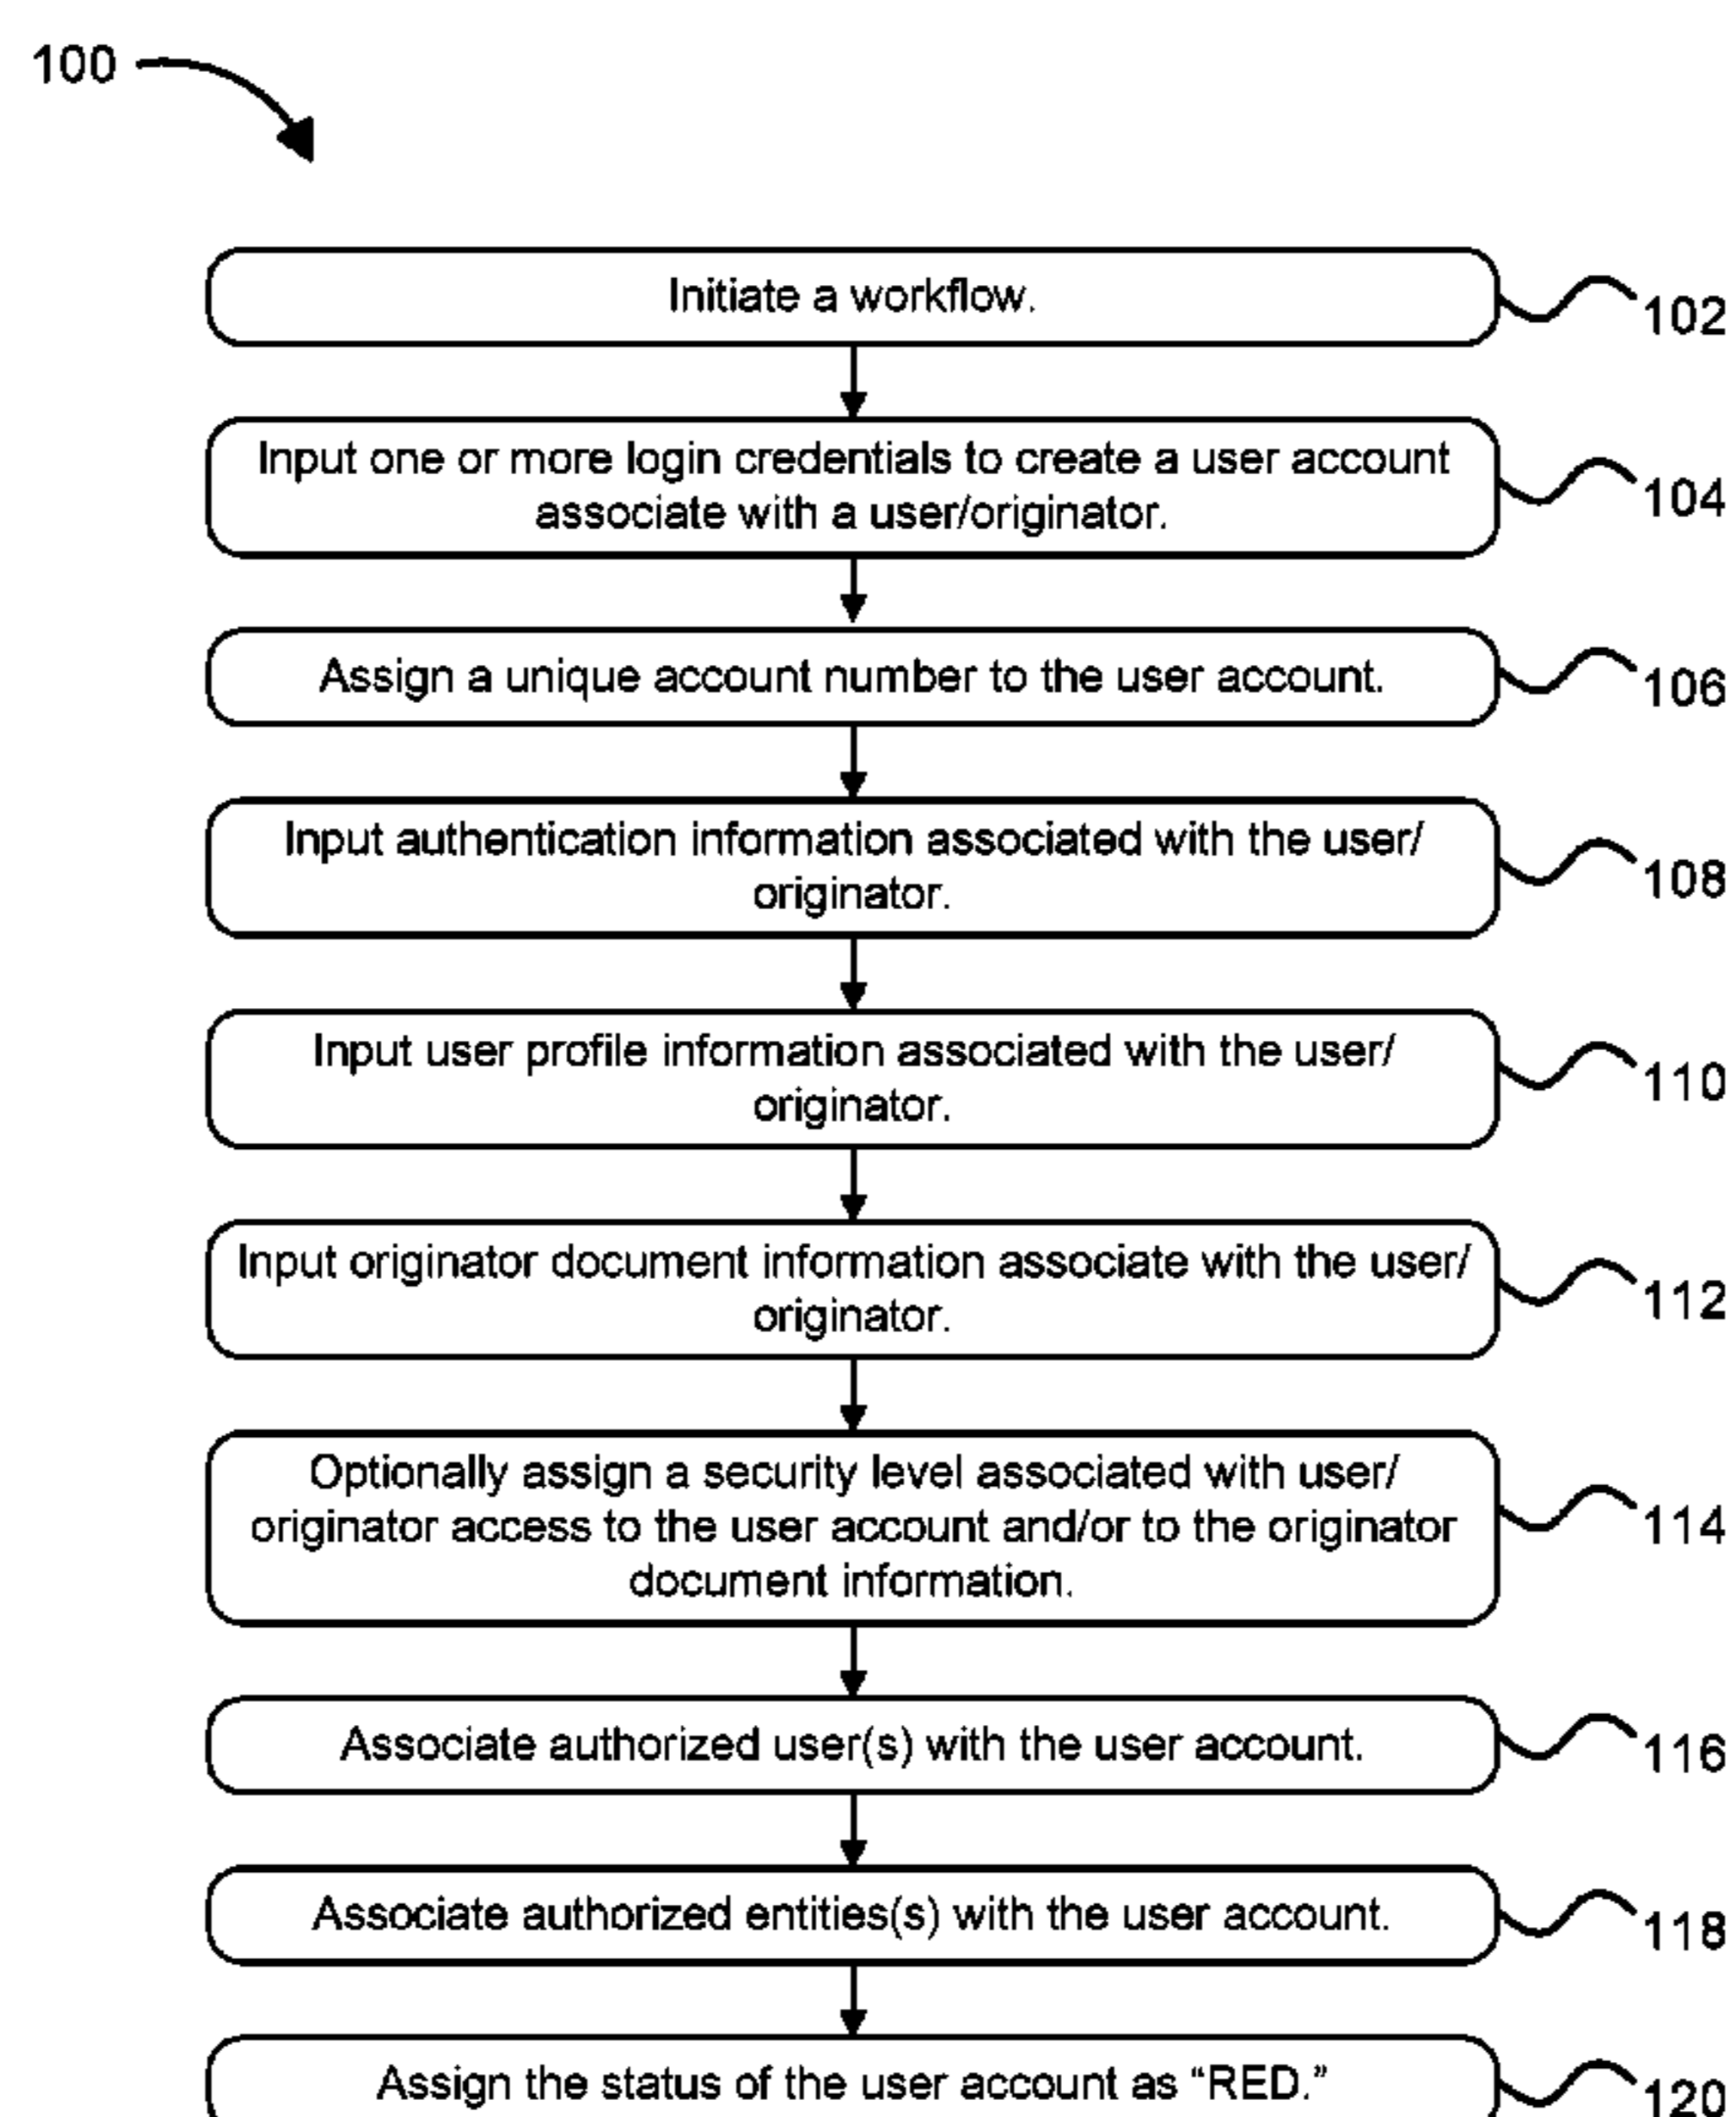 100
Initiate a workflow.
102
Input one or more login credentials to create a user account
associate with a user/originator.
104
Assign a unique account number to the user account.
106
Input authentication information associated with the user/
originator.
108
Input user profile information associated with the user/
originator.
110
Input originator document information associate with the user/
originator.
112
Optionally assign a security level associated with user/
originator access to the user account and/or to the originator
document information.
114
Associate authorized user(s) with the user account.
116
Associate authorized entities(s) with the user account.
118
Assign the status of the user account as “RED.”
120